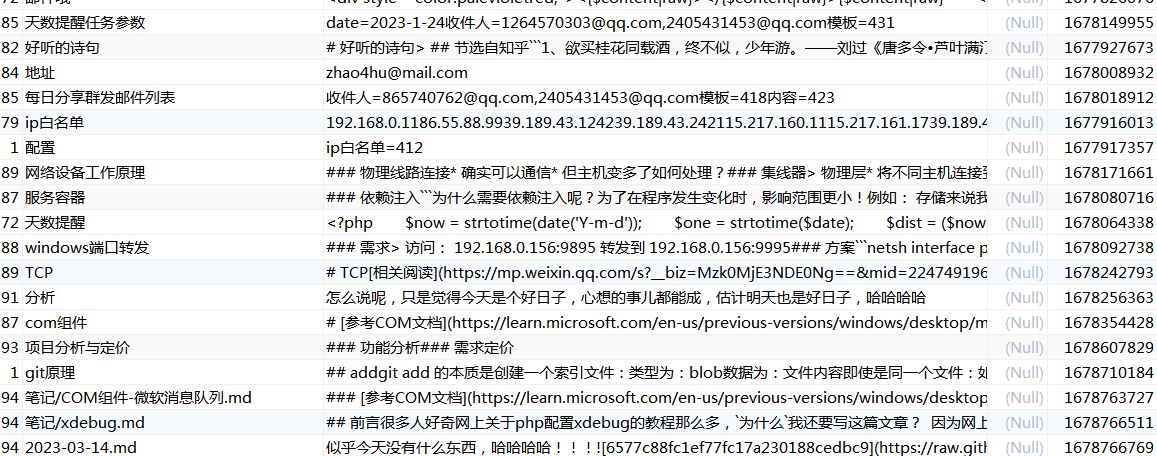 85 天数提醒任务参数 date=2023-1-24收件人=1264570303@qq.com,2405431453@qq.com模板=431 (Null) 1678149955
82 好听的诗句 # 好听的诗句> ## 节选自知乎```1、欲买桂花同载酒，终不似，少年游。——刘过《唐多令•芦叶满汀 (Null) 1677927673
84 地址 zhao4hu@mail.com (Null) 1678008932
85 每日分享群发邮件列表 收件人=865740762@qq.com,2405431453@qq.com模板=418内容=423 (Null) 1678018912
79 ip白名单 192.168.0.1186.55.88.9939.189.43.124239.189.43.242115.217.160.1115.217.161.1739.189.4 (Null) 1677916013
1 配置 ip白名单=412 (Null) 1677917357
89 网络设备工作原理 ### 物理线路连接* 确实可以通信* 但主机变多了如何处理？### 集线器> 物理层* 将不同主机连接到 (Null) 1678171661
87 服务容器 ### 依赖注入```为什么需要依赖注入呢？为了在程序发生变化时，影响范围更小！例如： 存储来说我 (Null) 1678080716
72 天数提醒 <?php $now = strtotime(date('Y-m-d')); $one = strtotime($date); $dist = ($now (Null) 1678064338
88 windows端口转发 ### 需求> 访问： 192.168.0.156:9895 转发到 192.168.0.156:9995### 方案```netsh interface p (Null) 1678092738
89 TCP # TCP[相关阅读](https://mp.weixin.qq.com/s?__biz=Mzk0MjE3NDE0Ng==&mid=224749196 (Null) 1678242793
91 分析 怎么说呢，只是觉得今天是个好日子，心想的事儿都能成，估计明天也是好日子，哈哈哈哈 (Null) 1678256363
87 com组件 # [参考COM文档](https://learn.microsoft.com/en-us/previous-versions/windows/desktop/m (Null) 1678354428
93 项目分析与定价 ### 功能分析### 需求定价 (Null) 1678607829
1 git原理 ## addgit add 的本质是创建一个索引文件：类型为：blob数据为：文件内容即使是同一个文件：如 (Null) 1678710184
94 笔记/COM组件-微软消息队列.md ### [参考COM文档](https://learn.microsoft.com/en-us/previous-versions/windows/desktop (Null) 1678763727
94 笔记/xdebug.md ## 前言很多人好奇网上关于php配置xdebug的教程那么多，`为什么`我还要写这篇文章？ 因为网上 (Null) 1678766511
94 2023-03-14.md 似乎今天没有什么东西，哈哈哈哈！！！![6577c88fc1ef77fc17a230188cedbc9](https://raw.gith (Null) 1678766769